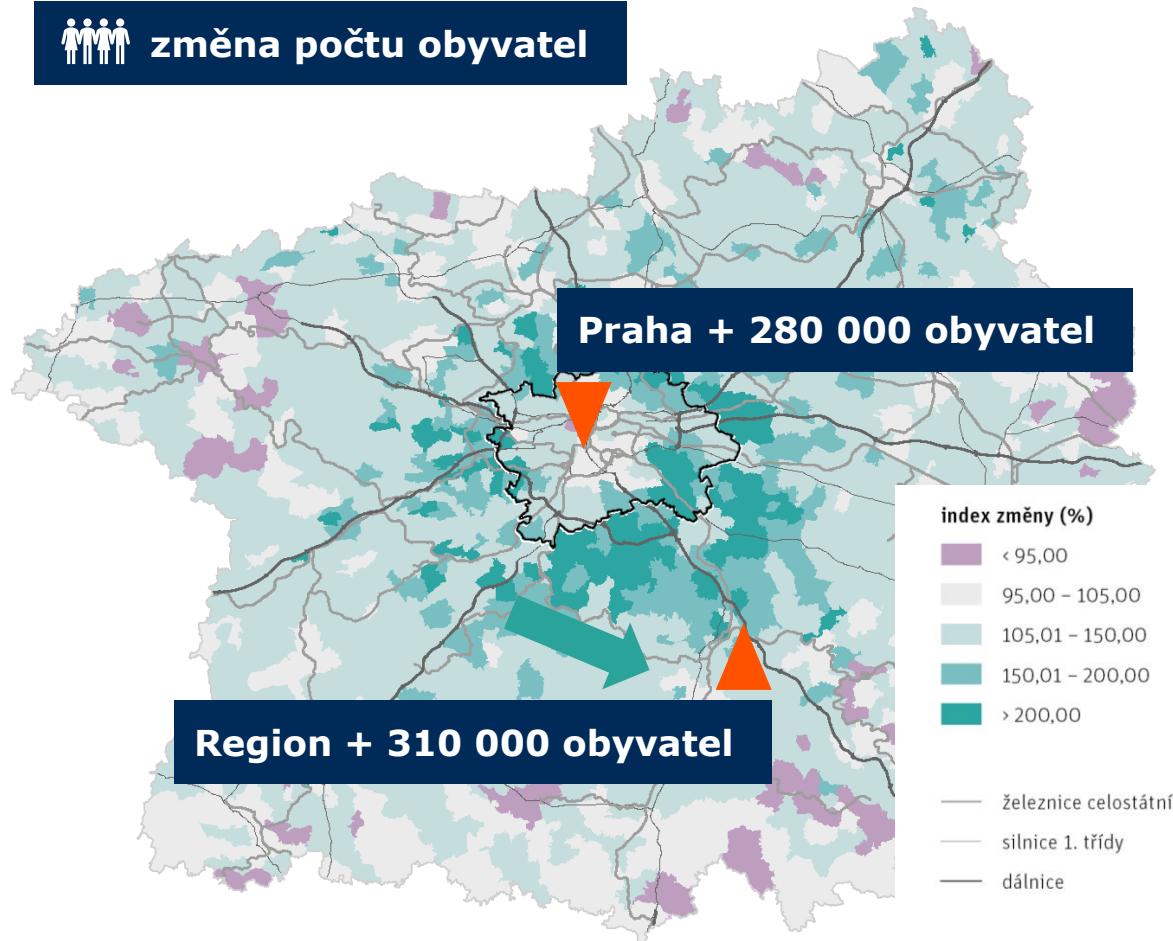 změna počtu obyvatel
Praha + 280 000 obyvatel
Region + 310 000 obyvatel
index změny (%)
< 95,00
95,00 – 105,00
105,01 – 150,00
150,01 – 200,00
> 200,00
železnice celostátní
silnice 1. třídy
dálnice